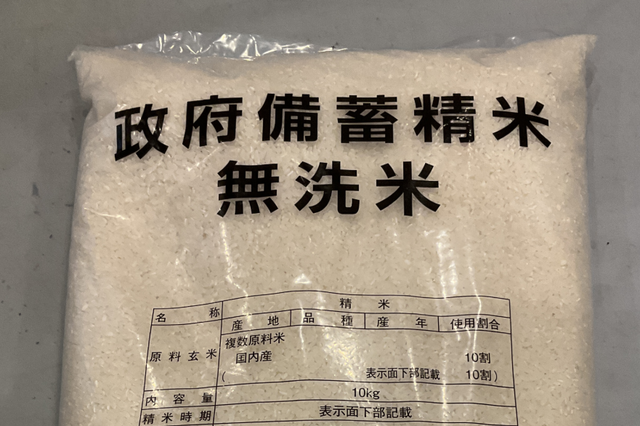 政府備蓄精米
無洗米
名 称 精 米
産 地 品 種 産 年 使用割合
原料玄米 複数原料米
国内産 10割
( 表示面下部記載 10割)
内容量 10kg
精米時期 表示面下部記載